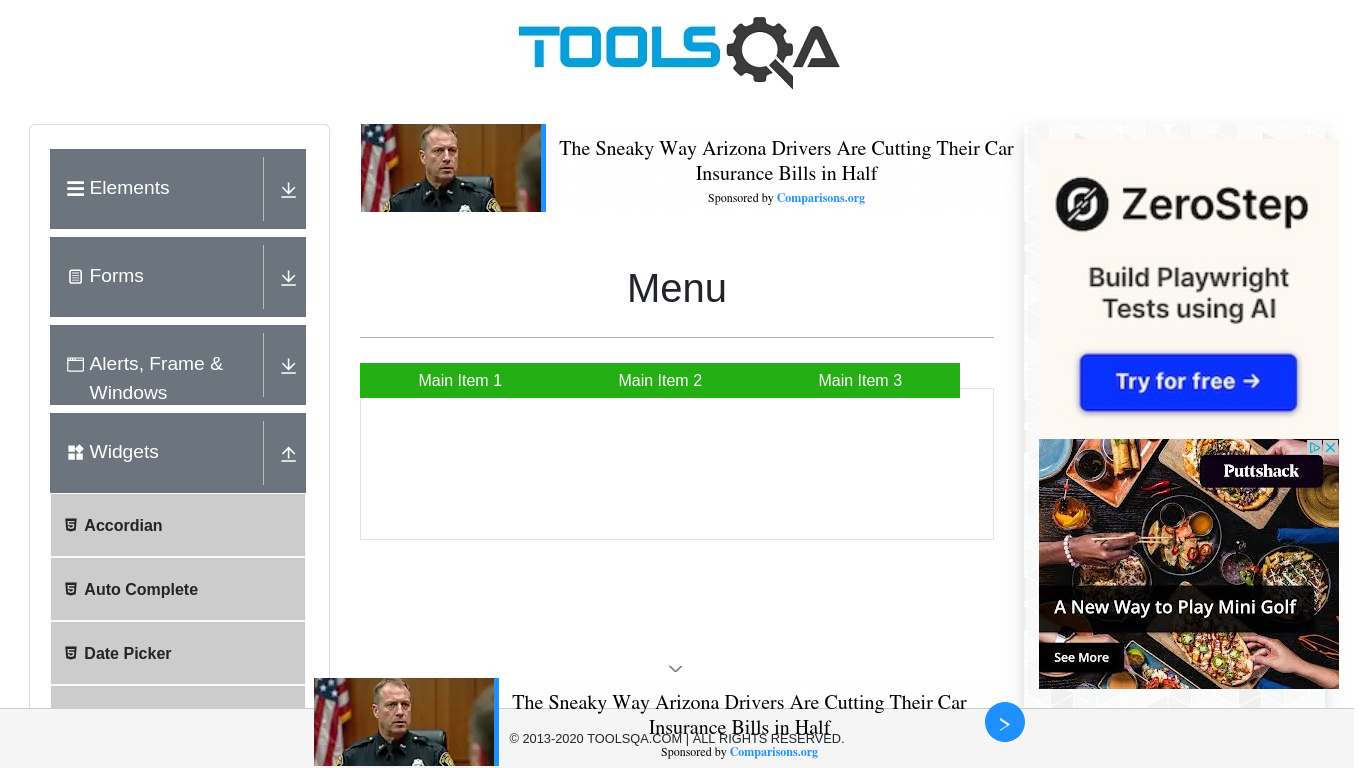 TOOLSQA
Elements
Forms
Alerts, Frame &
Windows
Widgets
Accordian
Auto Complete
Date Picker
The Sneaky Way Arizona Drivers Are Cutting Their Car
Insurance Bills in Half
Sponsored by Comparisons.org
Menu
Main Item 1
Main Item 2
Main Item 3
ZeroStep
Build Playwright
Tests using AI
Try for free →
Puttshack
A New Way to Play Mini Golf
See More
The Sneaky Way Arizona Drivers Are Cutting Their Car
Insurance Bills in Half
Sponsored by Comparisons.org
© 2013-2020 TOOLSQA.COM | ALL RIGHTS RESERVED.